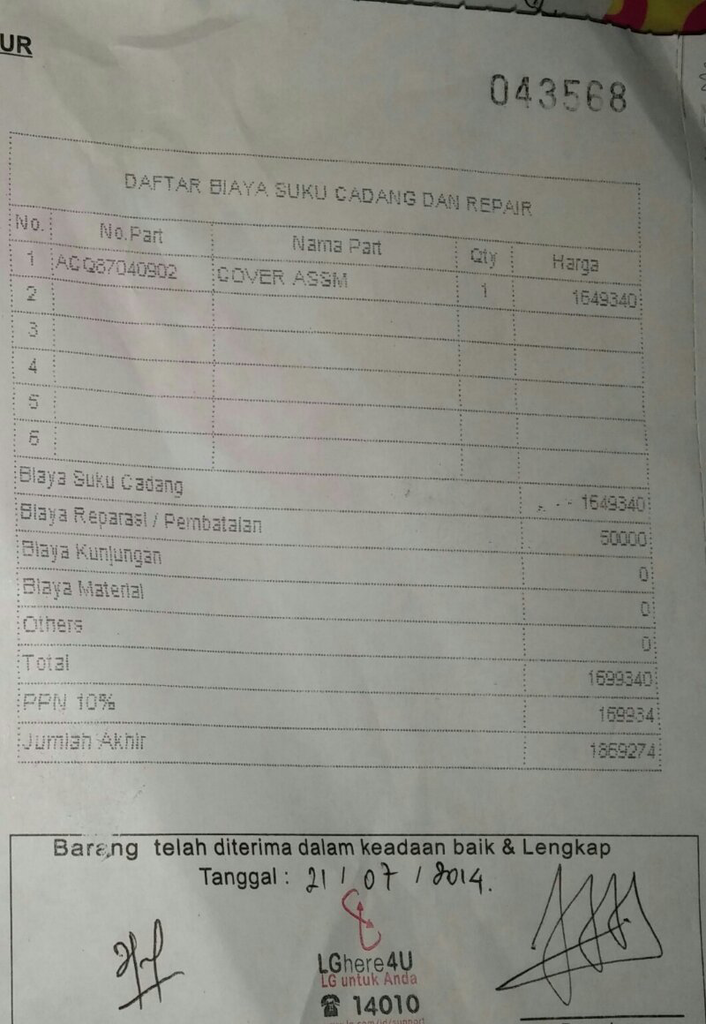 UR
043568
DAFTAR BIAYA SUKU CADANG DAN REPAIR
No. No.Part Nama Part Qty Harga
1 ACQ87040902 COVER ASSM 1 1649340
2
3
4
5
6
Biaya Suku Cadang 1649340
Biaya Reparasi / Pembatalan 50000
Biaya Kunjungan 0
Biaya Material 0
Others 0
Total 1699340
PPN 10% 169934
Jumlah Akhir 1869274
Barang telah diterima dalam keadaan baik & Lengkap
Tanggal : 21 / 07 / 2014.
LGhere4U
LG untuk Anda
☎ 14010